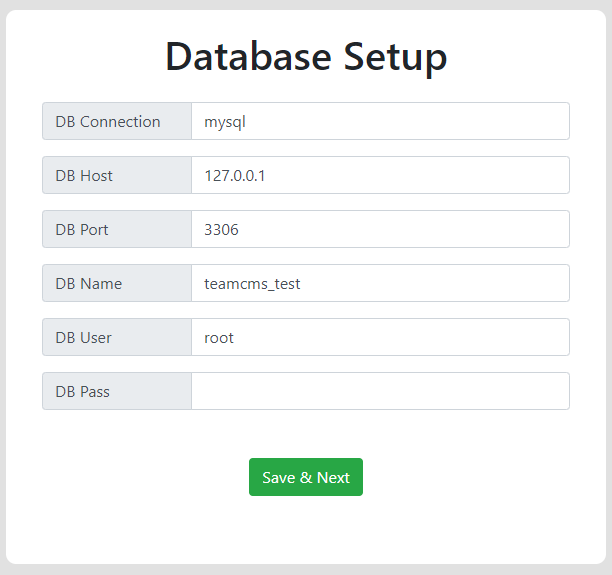 Database Setup
DB Connection mysql
DB Host 127.0.0.1
DB Port 3306
DB Name teamcms_test
DB User root
DB Pass
Save & Next